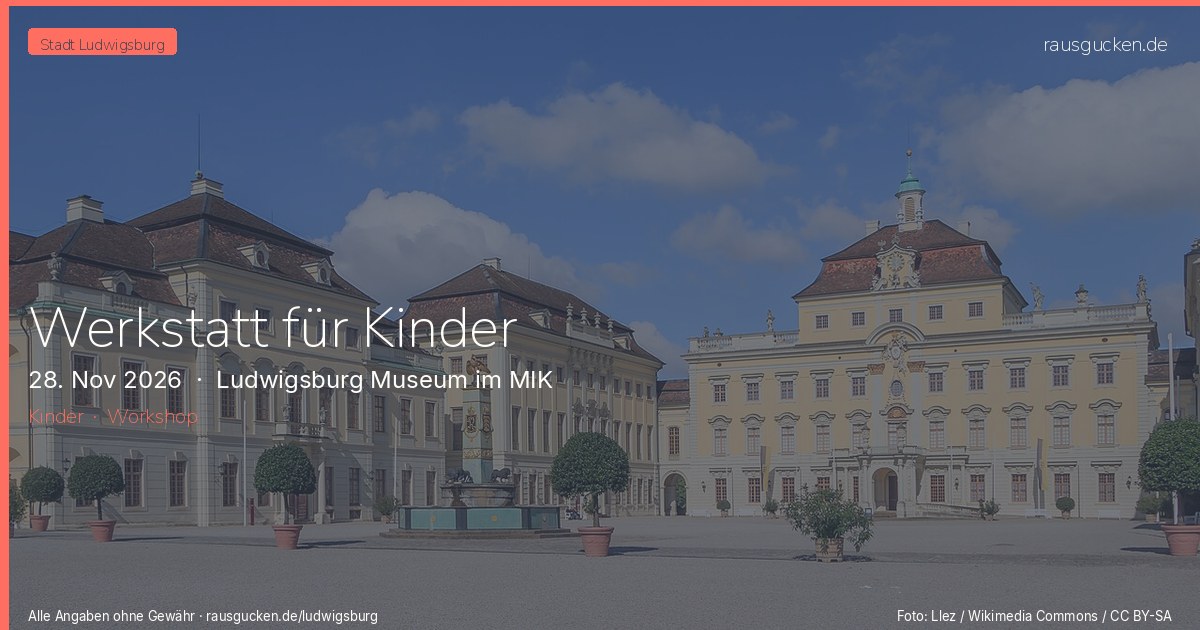 Stadt Ludwigsburg
rausgucken.de
Werkstatt für Kinder
28. Nov 2026 · Ludwigsburg Museum im MIK
Kinder · Workshop
Alle Angaben ohne Gewähr · rausgucken.de/ludwigsburg
Foto: Llez / Wikimedia Commons / CC BY-SA